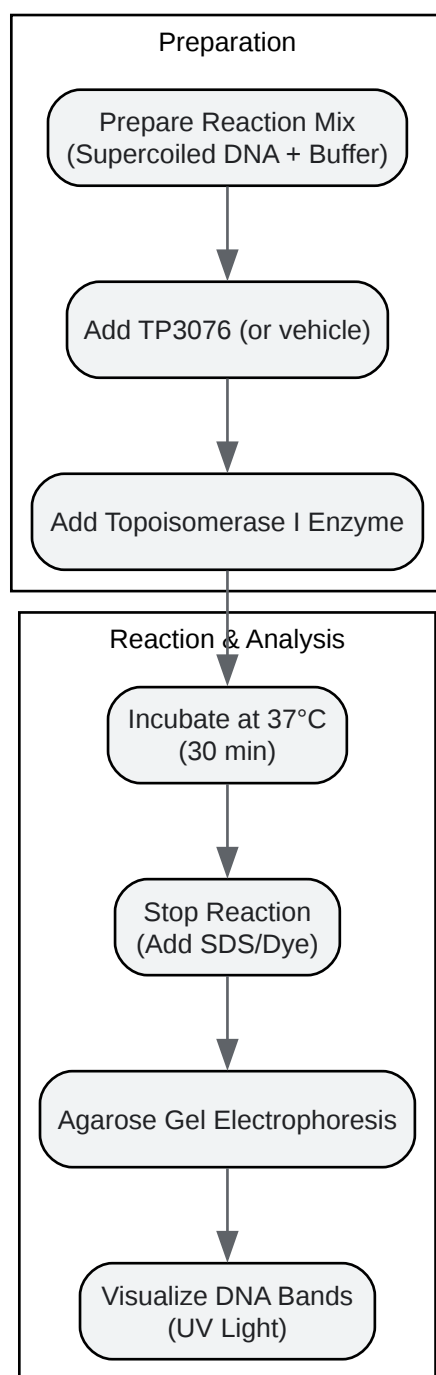 Preparation
Prepare Reaction Mix
(Supercoiled DNA + Buffer)
Add TP3076 (or vehicle)
Add Topoisomerase I Enzyme
Reaction & Analysis
Incubate at 37°C
(30 min)
Stop Reaction
(Add SDS/Dye)
Agarose Gel Electrophoresis
Visualize DNA Bands
(UV Light)